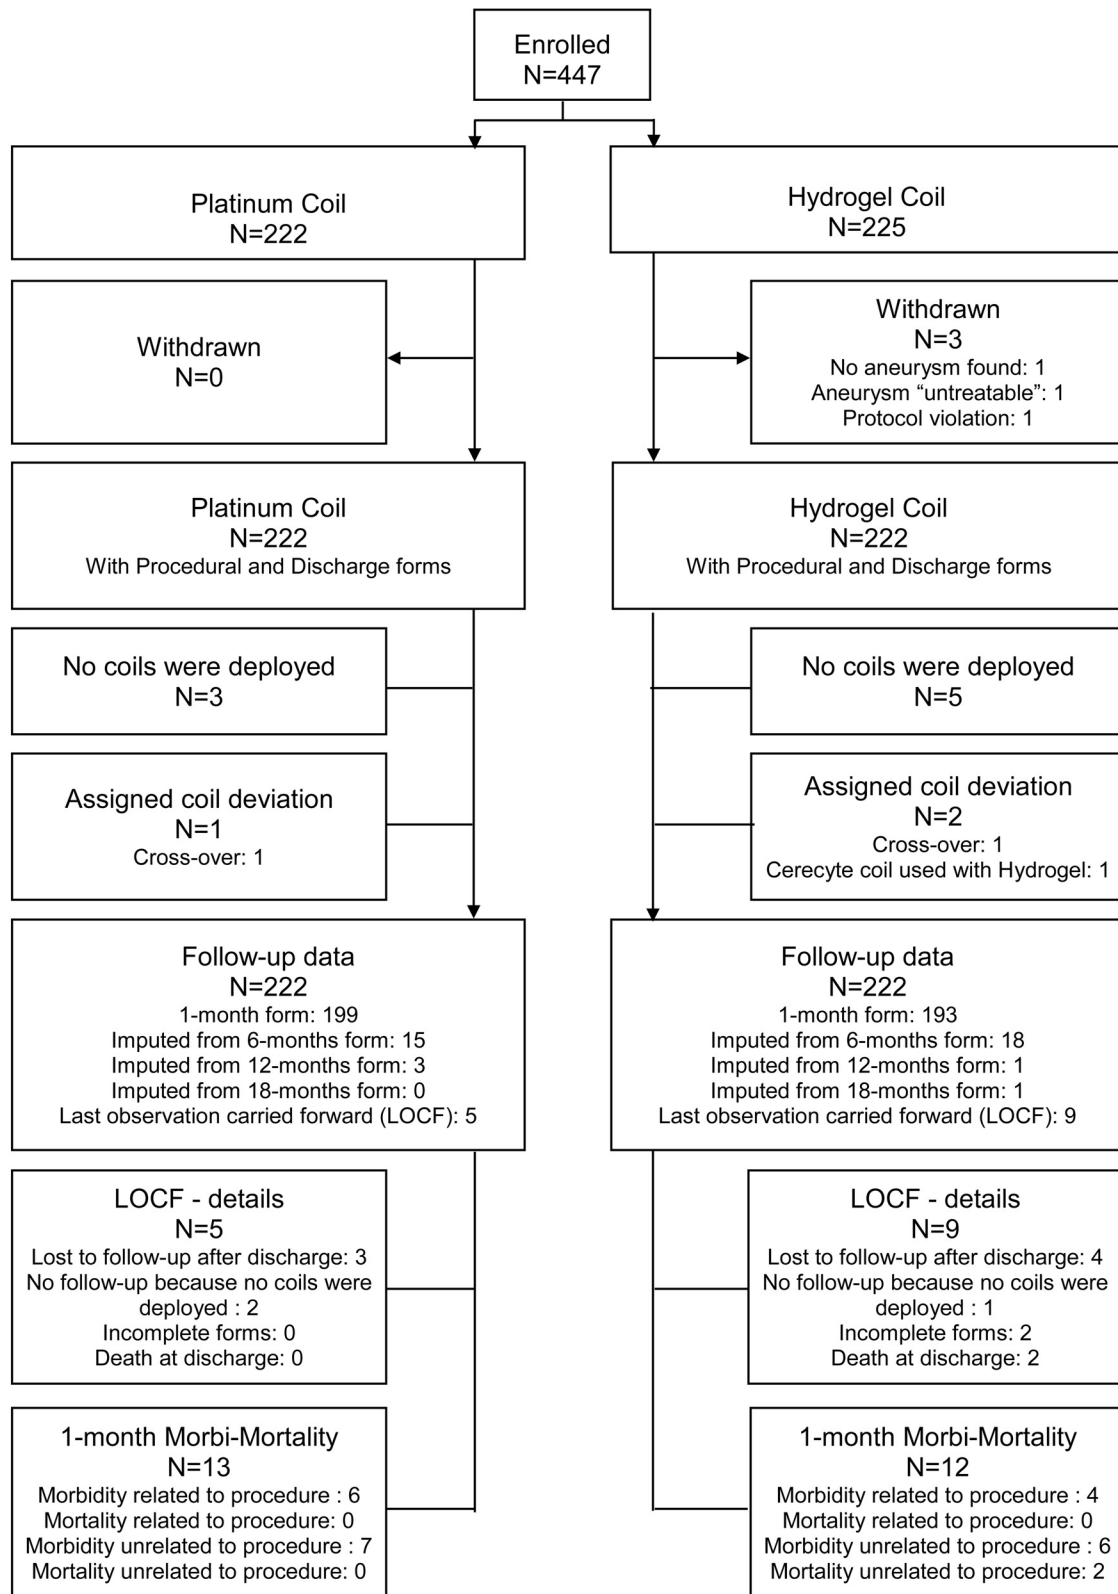 Enrolled
N=447
Platinum Coil
N=222
Hydrogel Coil
N=225
Withdrawn
N=0
Withdrawn
N=3
No aneurysm found: 1
Aneurysm “untreatable”: 1
Protocol violation: 1
Platinum Coil
N=222
With Procedural and Discharge forms
Hydrogel Coil
N=222
With Procedural and Discharge forms
No coils were deployed
N=3
No coils were deployed
N=5
Assigned coil deviation
N=1
Cross-over: 1
Assigned coil deviation
N=2
Cross-over: 1
Cerecyte coil used with Hydrogel: 1
Follow-up data
N=222
1-month form: 199
Imputed from 6-months form: 15
Imputed from 12-months form: 3
Imputed from 18-months form: 0
Last observation carried forward (LOCF): 5
Follow-up data
N=222
1-month form: 193
Imputed from 6-months form: 18
Imputed from 12-months form: 1
Imputed from 18-months form: 1
Last observation carried forward (LOCF): 9
LOCF - details
N=5
Lost to follow-up after discharge: 3
No follow-up because no coils were
deployed : 2
Incomplete forms: 0
Death at discharge: 0
LOCF - details
N=9
Lost to follow-up after discharge: 4
No follow-up because no coils were
deployed : 1
Incomplete forms: 2
Death at discharge: 2
1-month Morbi-Mortality
N=13
Morbidity related to procedure : 6
Mortality related to procedure: 0
Morbidity unrelated to procedure : 7
Mortality unrelated to procedure: 0
1-month Morbi-Mortality
N=12
Morbidity related to procedure : 4
Mortality related to procedure: 0
Morbidity unrelated to procedure : 6
Mortality unrelated to procedure: 2